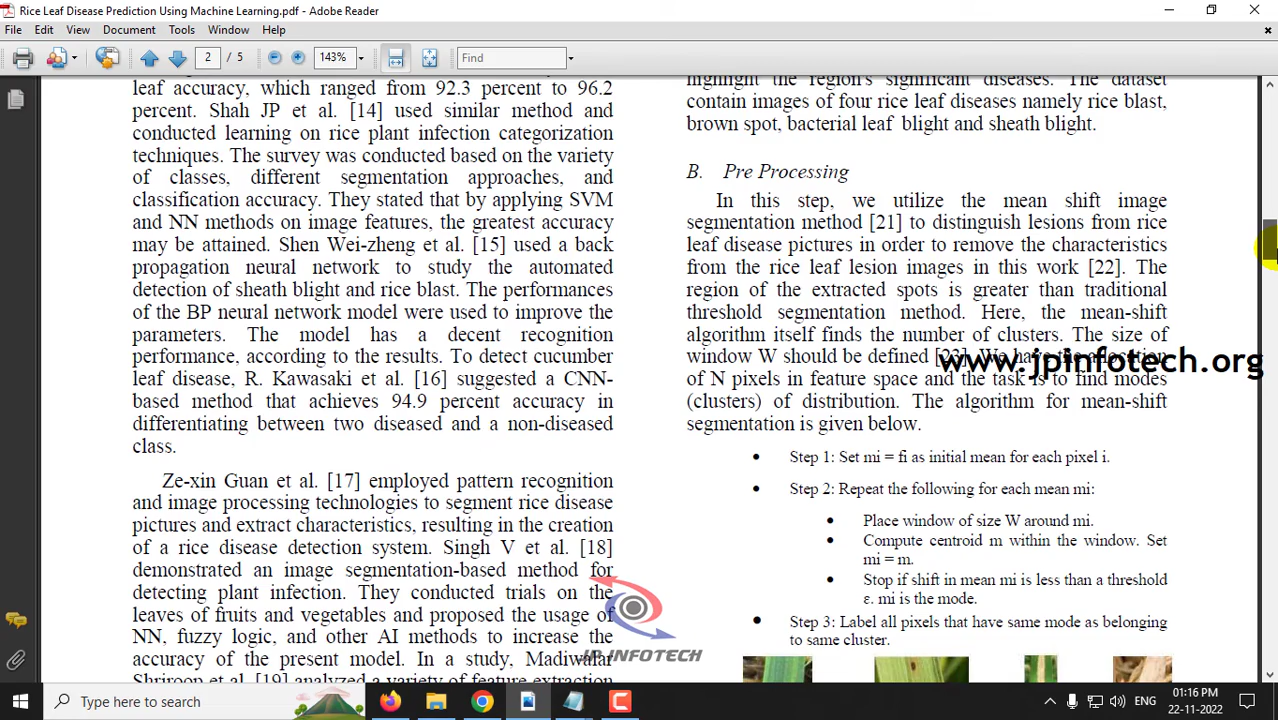 Rice Leaf Disease Prediction Using Machine Learning.pdf - Adobe Reader
File Edit View Document Tools Window Help
2 / 5 143% Find
leaf accuracy, which ranged from 92.3 percent to 96.2
percent. Shah JP et al. [14] used similar method and
conducted learning on rice plant infection categorization
techniques. The survey was conducted based on the variety
of classes, different segmentation approaches, and
classification accuracy. They stated that by applying SVM
and NN methods on image features, the greatest accuracy
may be attained. Shen Wei-zheng et al. [15] used a back
propagation neural network to study the automated
detection of sheath blight and rice blast. The performances
of the BP neural network model were used to improve the
parameters. The model has a decent recognition
performance, according to the results. To detect cucumber
leaf disease, R. Kawasaki et al. [16] suggested a CNN-
based method that achieves 94.9 percent accuracy in
differentiating between two diseased and a non-diseased
class.
Ze-xin Guan et al. [17] employed pattern recognition
and image processing technologies to segment rice disease
pictures and extract characteristics, resulting in the creation
of a rice disease detection system. Singh V et al. [18]
demonstrated an image segmentation-based method for
detecting plant infection. They conducted trials on the
leaves of fruits and vegetables and proposed the usage of
NN, fuzzy logic, and other AI methods to increase the
accuracy of the present model. In a study, Madiwalar
Shriroop et al. [19] analyzed a variety of feature extraction
highlight the region's significant diseases. The dataset
contain images of four rice leaf diseases namely rice blast,
brown spot, bacterial leaf blight and sheath blight.
B. Pre Processing
In this step, we utilize the mean shift image
segmentation method [21] to distinguish lesions from rice
leaf disease pictures in order to remove the characteristics
from the rice leaf lesion images in this work [22]. The
region of the extracted spots is greater than traditional
threshold segmentation method. Here, the mean-shift
algorithm itself finds the number of clusters. The size of
window W should be defined [23]. We have the allocation
of N pixels in feature space and the task is to find modes
(clusters) of distribution. The algorithm for mean-shift
segmentation is given below.
• Step 1: Set mi = fi as initial mean for each pixel i.
• Step 2: Repeat the following for each mean mi:
• Place window of size W around mi.
• Compute centroid m within the window. Set
mi = m.
• Stop if shift in mean mi is less than a threshold
ε. mi is the mode.
• Step 3: Label all pixels that have same mode as belonging
to same cluster.
www.jpinfotech.org
JP INFOTECH
Type here to search
ENG
01:16 PM
22-11-2022